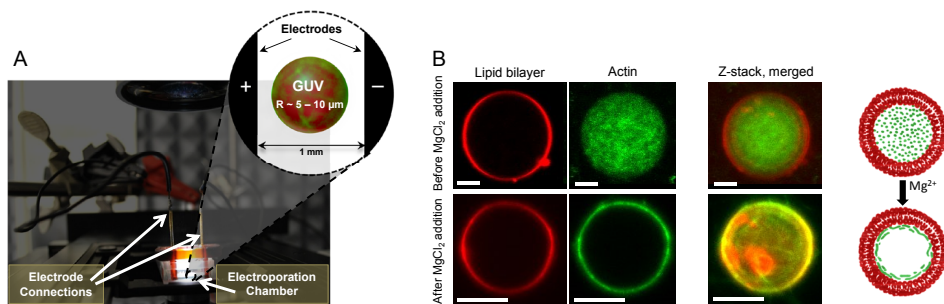 A
Electrodes
+
GUV
–
R ~ 5 – 10 µm
1 mm
Electrode
Connections
Electroporation
Chamber
B
Lipid bilayer
Actin
Z-stack, merged
Before MgCl₂ addition
After MgCl₂ addition
Mg²⁺